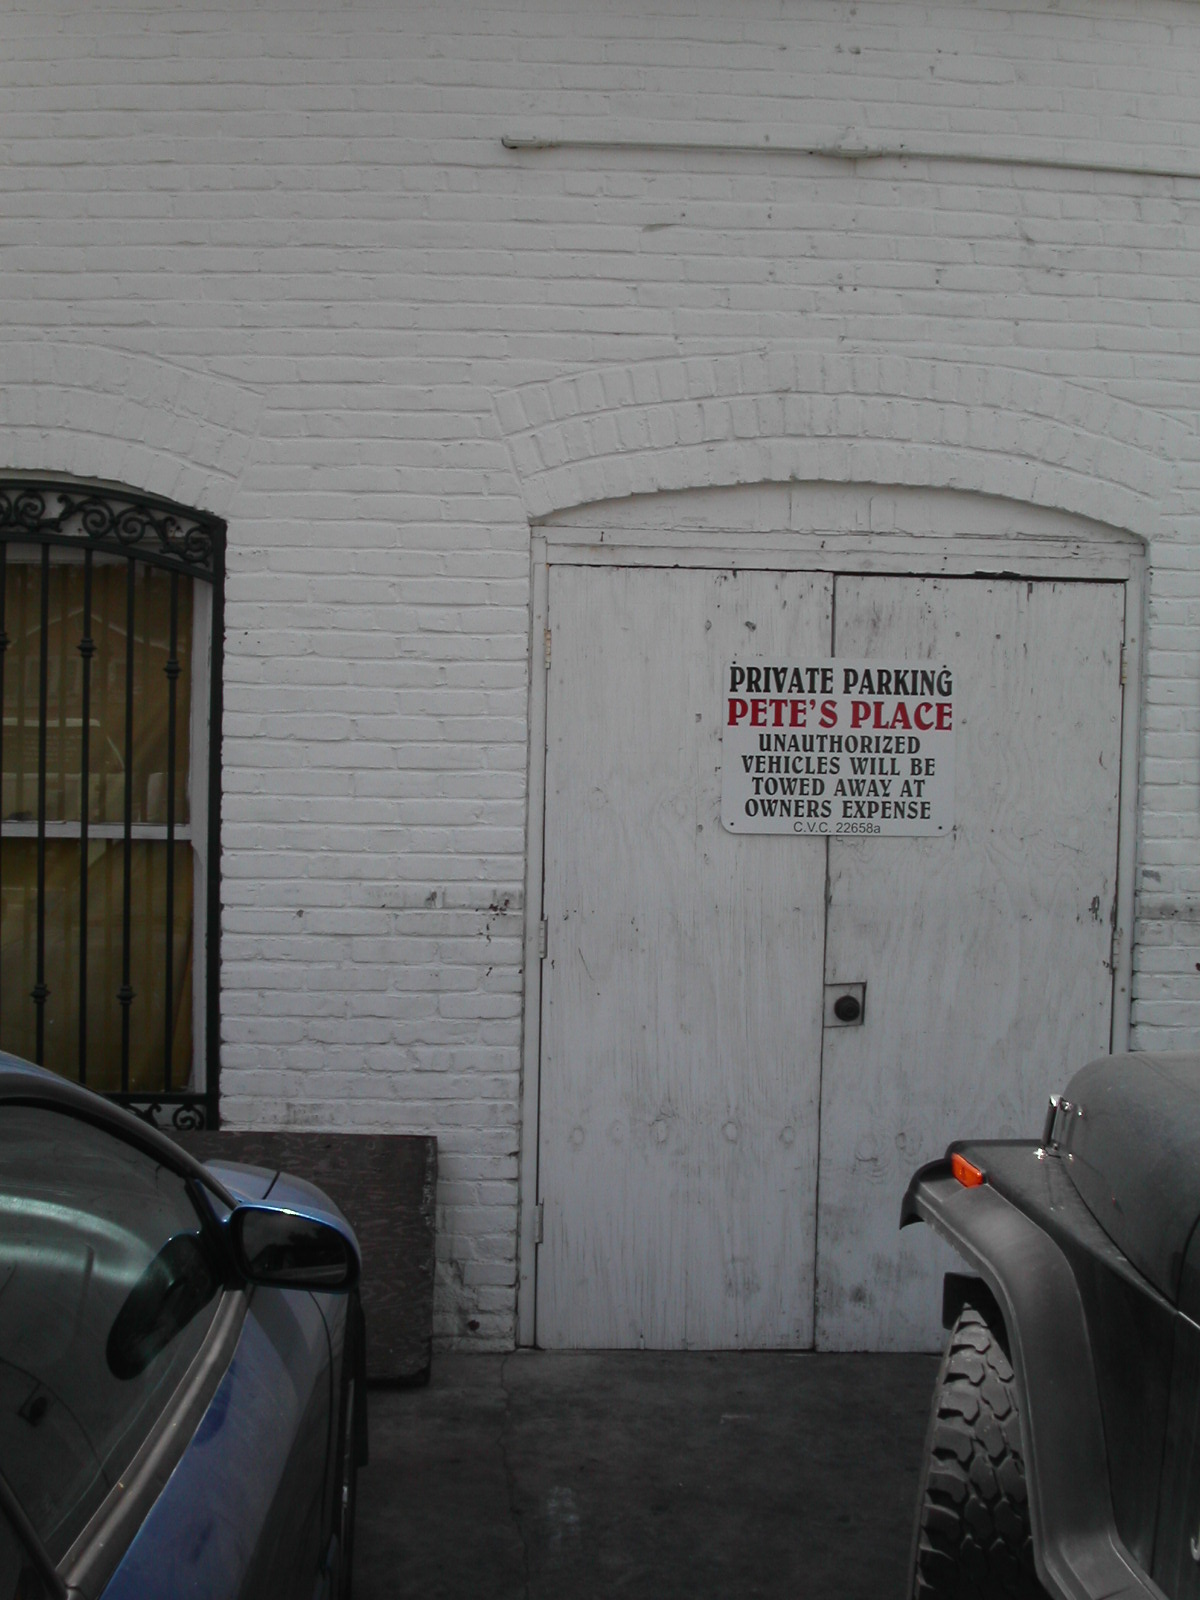 PRIVATE PARKING
PETE'S PLACE
UNAUTHORIZED
VEHICLES WILL BE
TOWED AWAY AT
OWNERS EXPENSE
C.V.C. 22658a